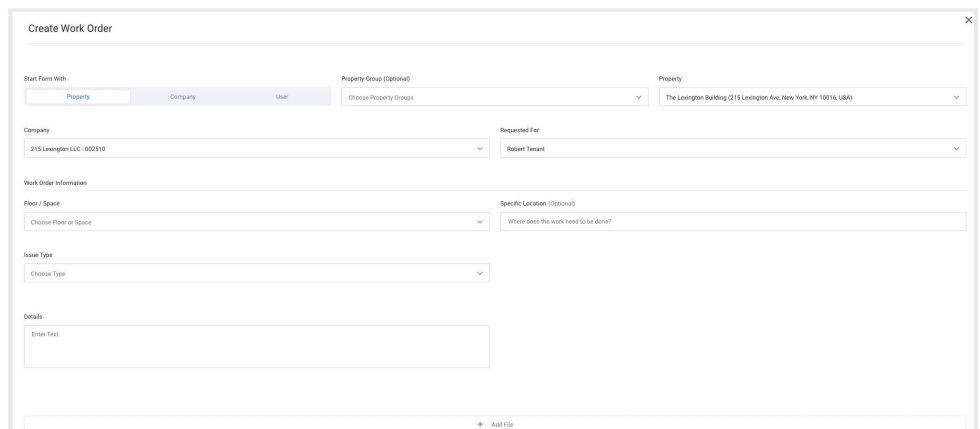 Create Work Order
Start Form With
Property Group (Optional)
Property
Property Company User
Choose Property Groups
The Lexington Building (215 Lexington Ave, New York, NY 10016, USA)
Company
Requested For
215 Lexington LLC - 002510
Robert Tenant
Work Order Information
Floor / Space
Specific Location (Optional)
Choose Floor or Space
Where does the work need to be done?
Issue Type
Choose Type
Details
Enter Text
+ Add File